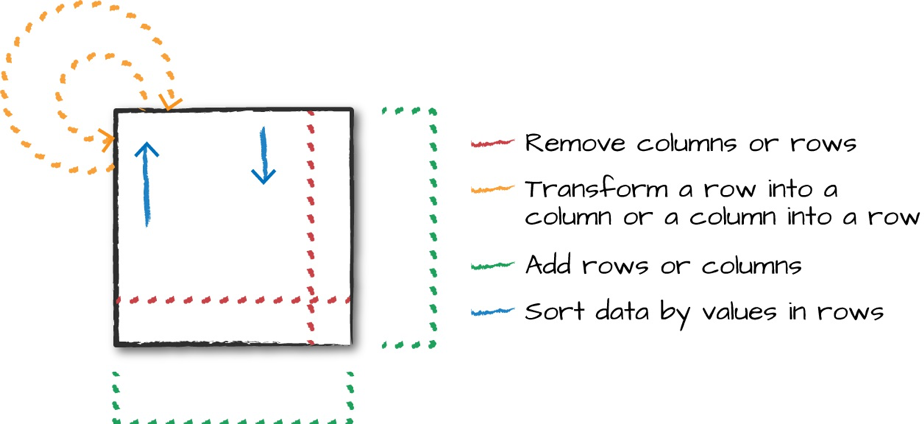 Remove columns or rows
Transform a row into a
column or a column into a row
Add rows or columns
Sort data by values in rows